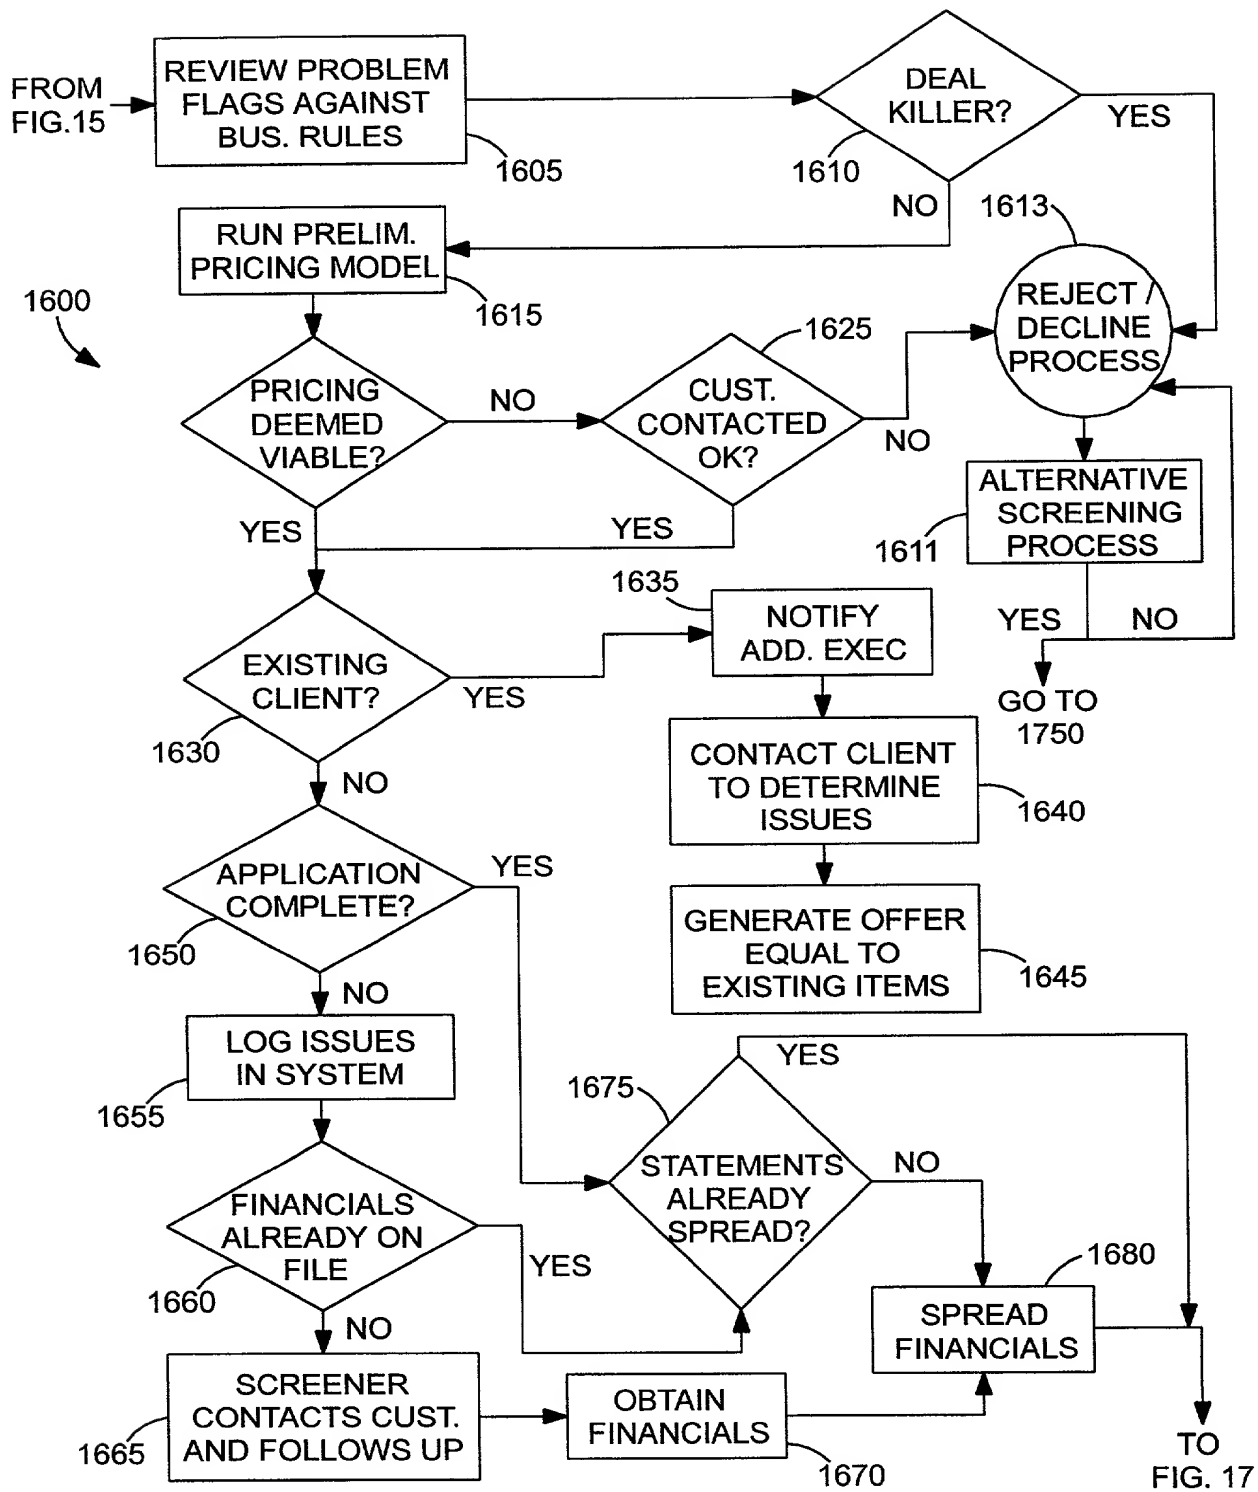 FROM
FIG.15
REVIEW PROBLEM
FLAGS AGAINST
BUS. RULES
1605
DEAL
KILLER?
1610
YES
NO
1613
RUN PRELIM.
PRICING MODEL
1615
REJECT /
DECLINE
PROCESS
1600
1625
PRICING
DEEMED
VIABLE?
NO
CUST.
CONTACTED
OK?
NO
ALTERNATIVE
SCREENING
PROCESS
1611
YES
YES
YES
NO
GO TO
1750
1635
NOTIFY
ADD. EXEC
EXISTING
CLIENT?
YES
1630
NO
CONTACT CLIENT
TO DETERMINE
ISSUES
1640
APPLICATION
COMPLETE?
YES
1650
NO
GENERATE OFFER
EQUAL TO
EXISTING ITEMS
1645
LOG ISSUES
IN SYSTEM
1655
YES
1675
STATEMENTS
ALREADY
SPREAD?
NO
FINANCIALS
ALREADY ON
FILE
YES
1660
NO
1680
SPREAD
FINANCIALS
SCREENER
CONTACTS CUST.
AND FOLLOWS UP
1665
OBTAIN
FINANCIALS
1670
TO
FIG. 17